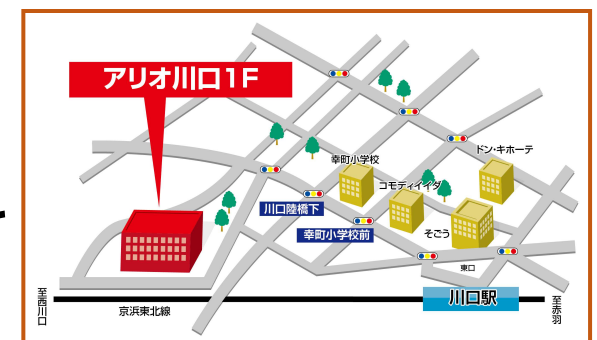 アリオ川口1F
ドン・キホーテ
幸町小学校
コモディイイダ
川口陸橋下
幸町小学校前
そごう
東口
川口駅
至西川口
京浜東北線
至赤羽